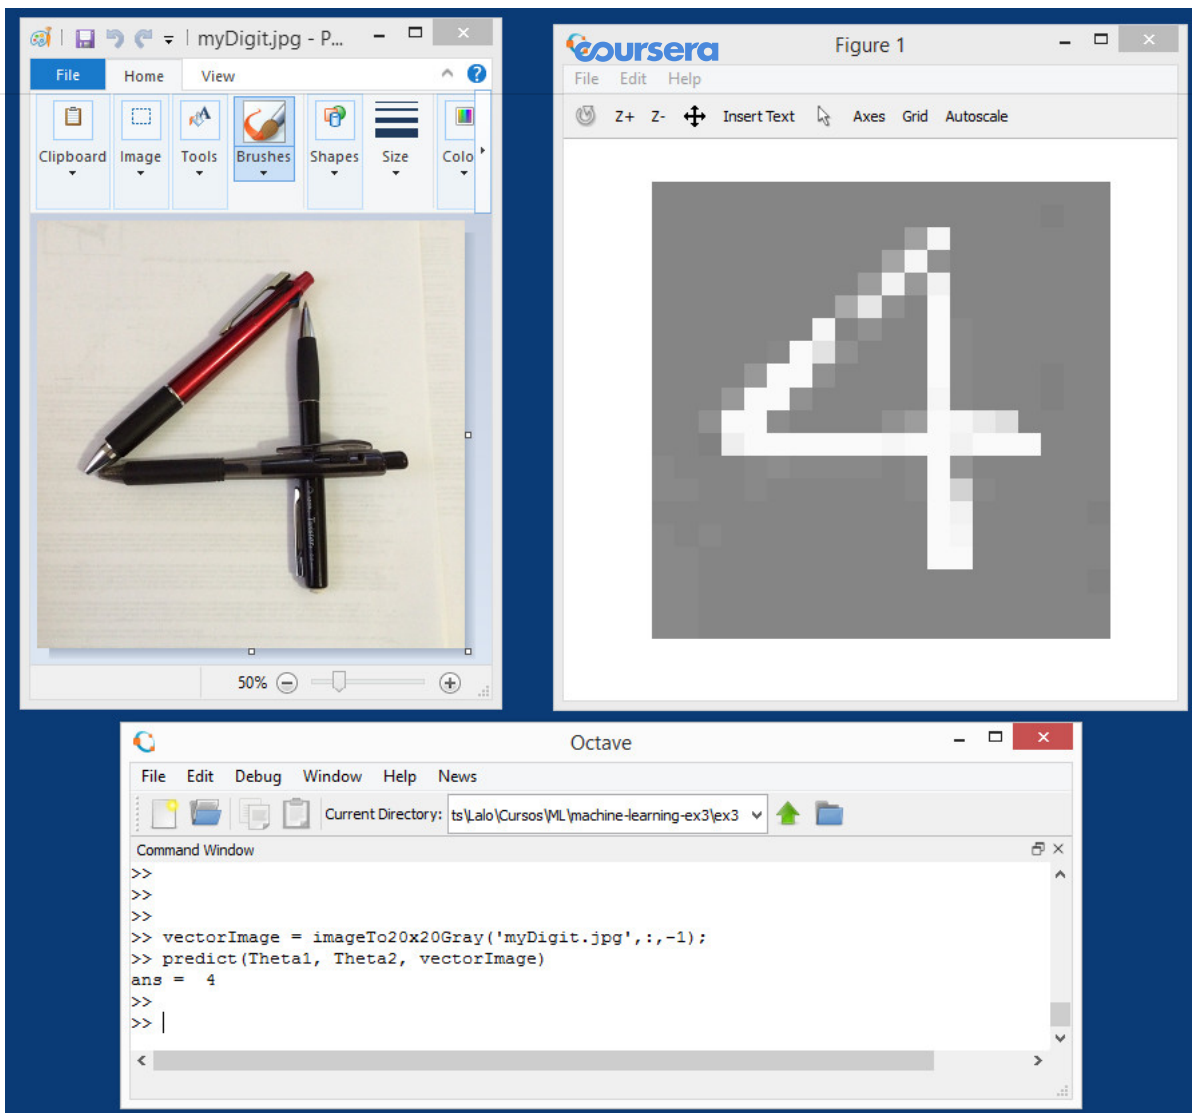 myDigit.jpg - P...
File Home View
Clipboard Image Tools Brushes Shapes Size Colo
50%
coursera
Figure 1
File Edit Help
Z+ Z- Insert Text Axes Grid Autoscale
Octave
File Edit Debug Window Help News
Current Directory: ts\Lalo\Cursos\ML\machine-learning-ex3\ex3
Command Window
>>
>>
>>
>> vectorImage = imageTo20x20Gray('myDigit.jpg',:,-1);
>> predict(Theta1, Theta2, vectorImage)
ans =  4
>>
>>